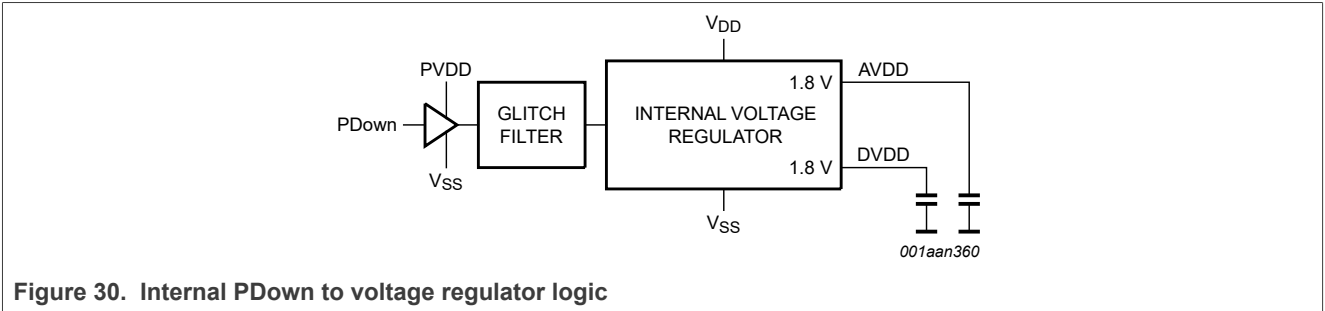 VDD
PVDD
1.8 V
AVDD
PDown
GLITCH
FILTER
INTERNAL VOLTAGE
REGULATOR
1.8 V
DVDD
VSS
VSS
001aan360
Figure 30. Internal PDown to voltage regulator logic